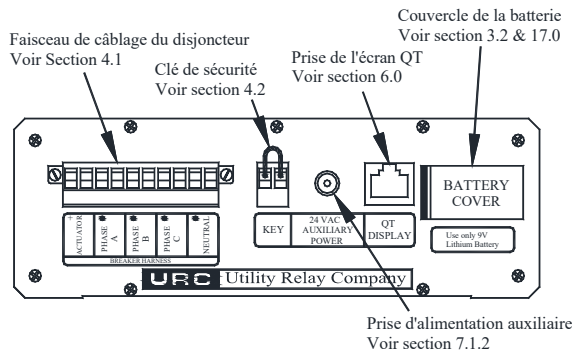 Couvercle de la batterie
Voir section 3.2 & 17.0
Faisceau de câblage du disjoncteur
Voir Section 4.1
Prise de l'écran QT
Voir section 6.0
Clé de sécurité
Voir section 4.2
BATTERY
COVER
+
ACTUATOR
PHASE
A
PHASE
B
PHASE
C
NEUTRAL
BREAKER HARNESS
KEY
24 VAC
AUXILIARY
POWER
QT
DISPLAY
Use only 9V
Lithium Battery
URC Utility Relay Company
Prise d'alimentation auxiliaire
Voir section 7.1.2